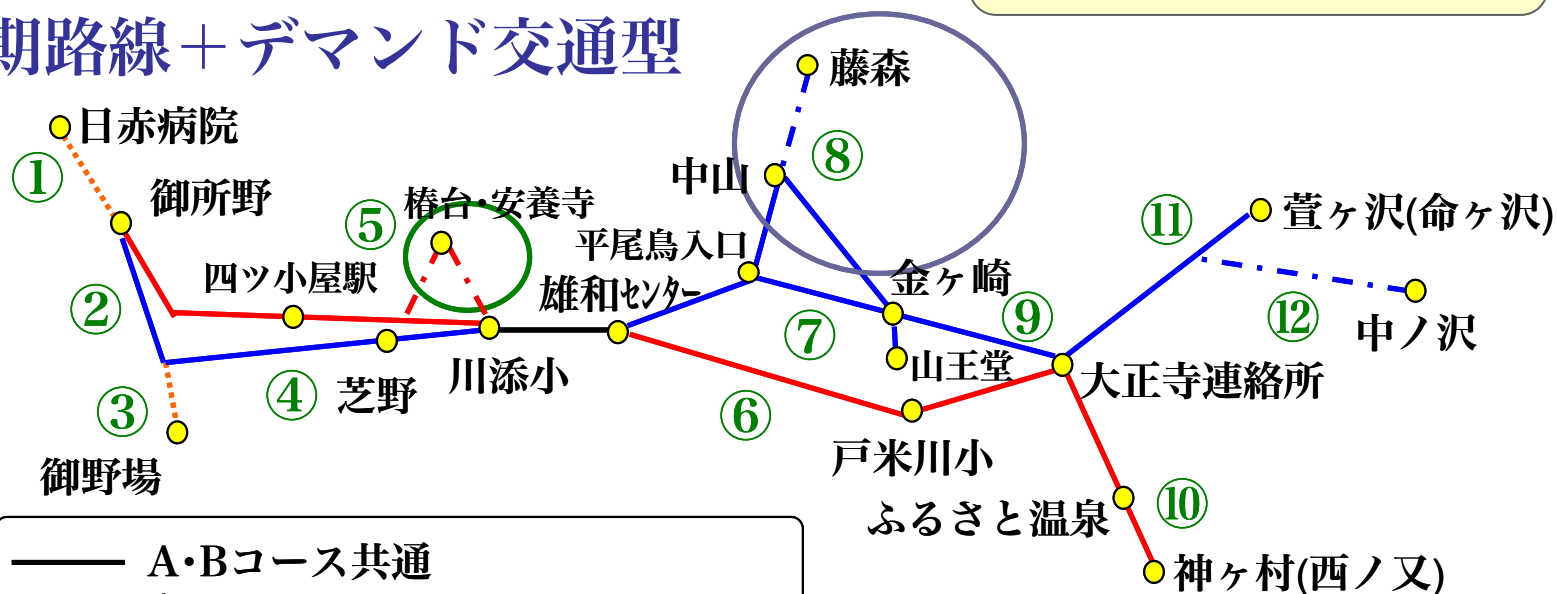 期路線＋デマンド交通型
藤森
日赤病院
①
中山
⑧
御所野
椿台・安養寺
⑤
⑪
萱ヶ沢(命ヶ沢)
平尾鳥入口
四ツ小屋駅
雄和センター
金ヶ崎
②
⑨
⑫
中ノ沢
⑦
川添小
山王堂
大正寺連絡所
④
芝野
③
⑥
戸米川小
御野場
ふるさと温泉
⑩
神ヶ村(西ノ又)
A・Bコース共通